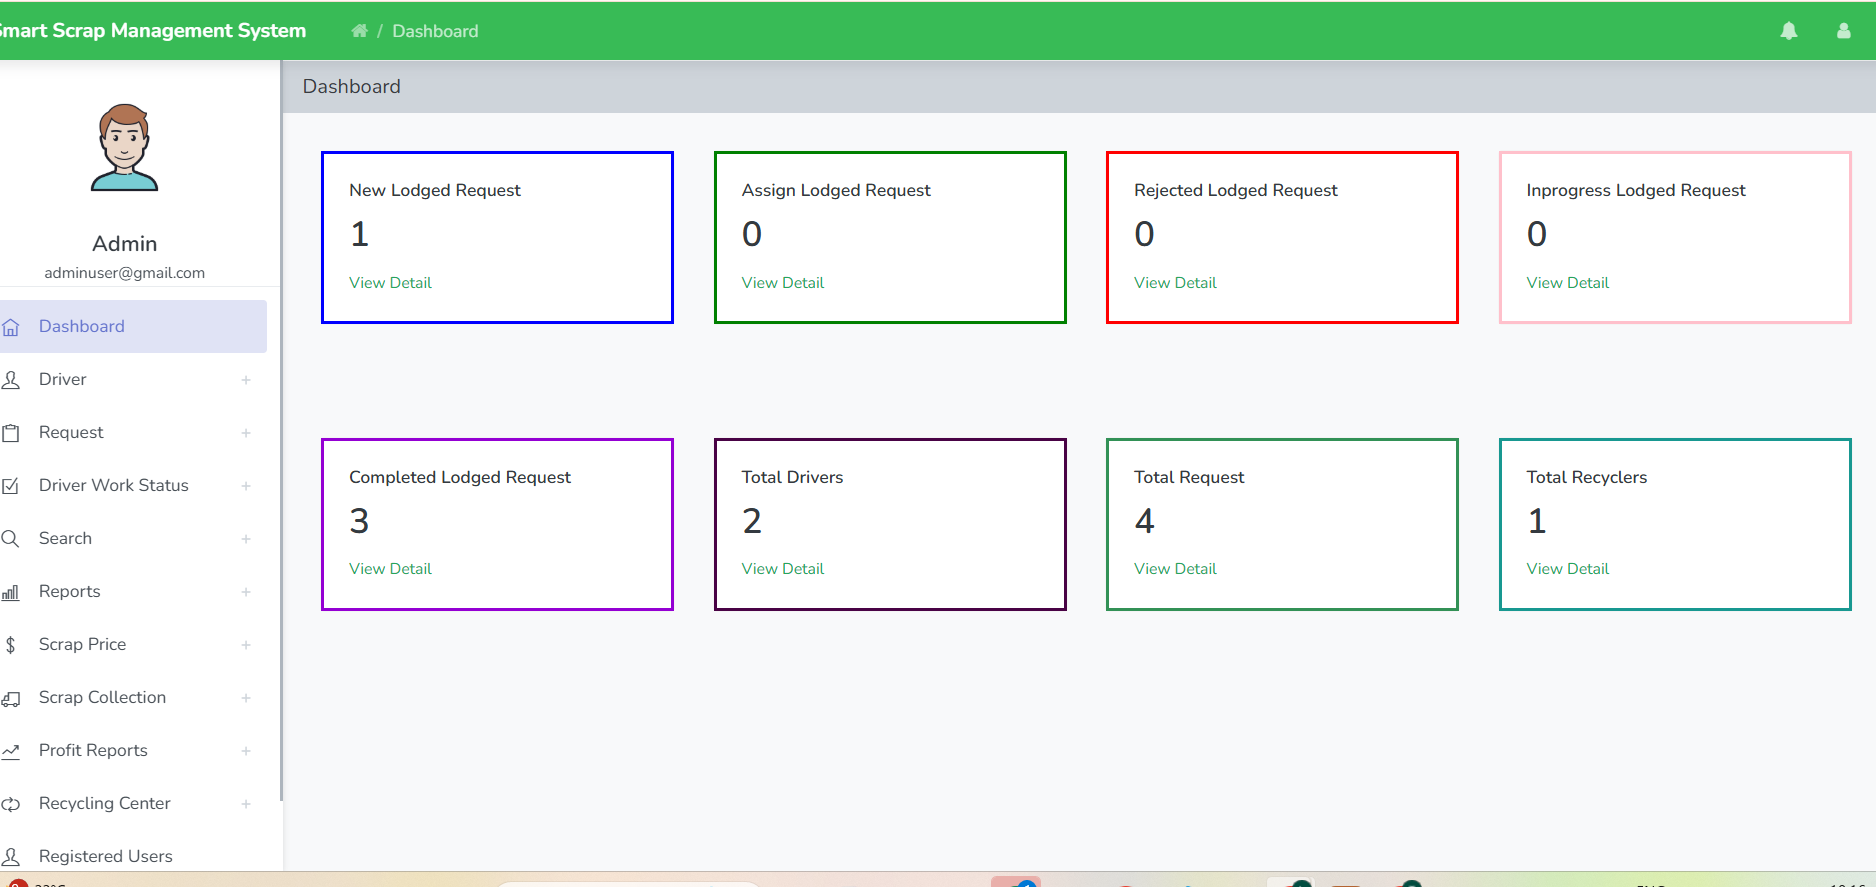 Smart Scrap Management System
/ Dashboard
Dashboard
Admin
adminuser@gmail.com
Dashboard
Driver +
Request +
Driver Work Status +
Search +
Reports +
Scrap Price +
Scrap Collection +
Profit Reports +
Recycling Center +
Registered Users
New Lodged Request
1
View Detail
Assign Lodged Request
0
View Detail
Rejected Lodged Request
0
View Detail
Inprogress Lodged Request
0
View Detail
Completed Lodged Request
3
View Detail
Total Drivers
2
View Detail
Total Request
4
View Detail
Total Recyclers
1
View Detail